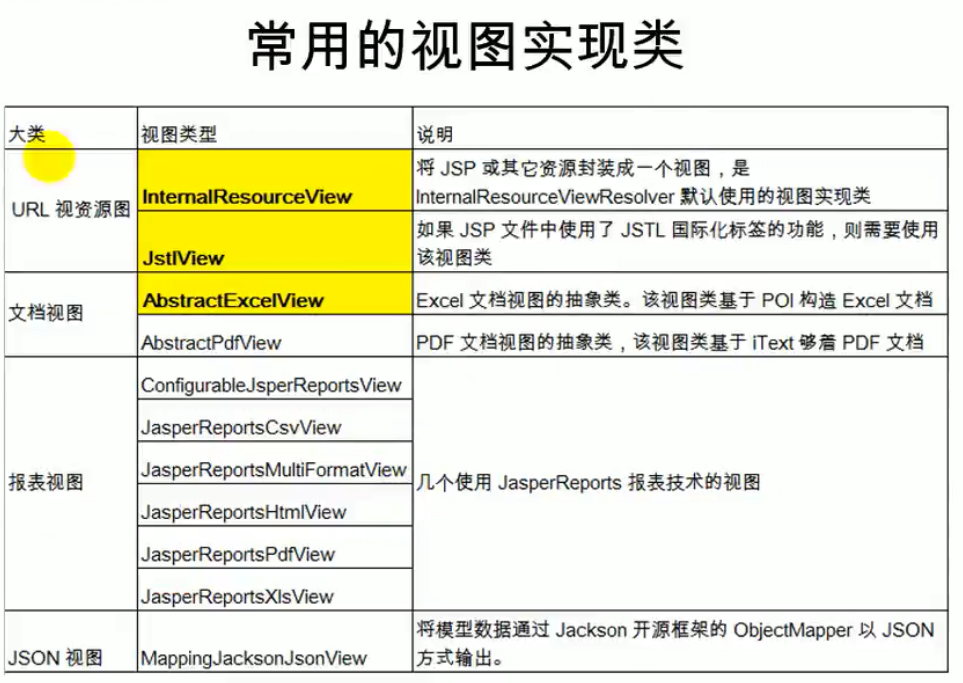 常用的视图实现类
大类 视图类型 说明
URL 视资源图
InternalResourceView
将 JSP 或其它资源封装成一个视图，是
InternalResourceViewResolver 默认使用的视图实现类
JstlView
如果 JSP 文件中使用了 JSTL 国际化标签的功能，则需要使用
该视图类
文档视图
AbstractExcelView
Excel 文档视图的抽象类。该视图类基于 POI 构造 Excel 文档
AbstractPdfView
PDF 文档视图的抽象类，该视图类基于 iText 够着 PDF 文档
报表视图
ConfigurableJsperReportsView
JasperReportsCsvView
JasperReportsMultiFormatView
JasperReportsHtmlView
JasperReportsPdfView
JasperReportsXlsView
几个使用 JasperReports 报表技术的视图
JSON 视图
MappingJacksonJsonView
将模型数据通过 Jackson 开源框架的 ObjectMapper 以 JSON
方式输出。